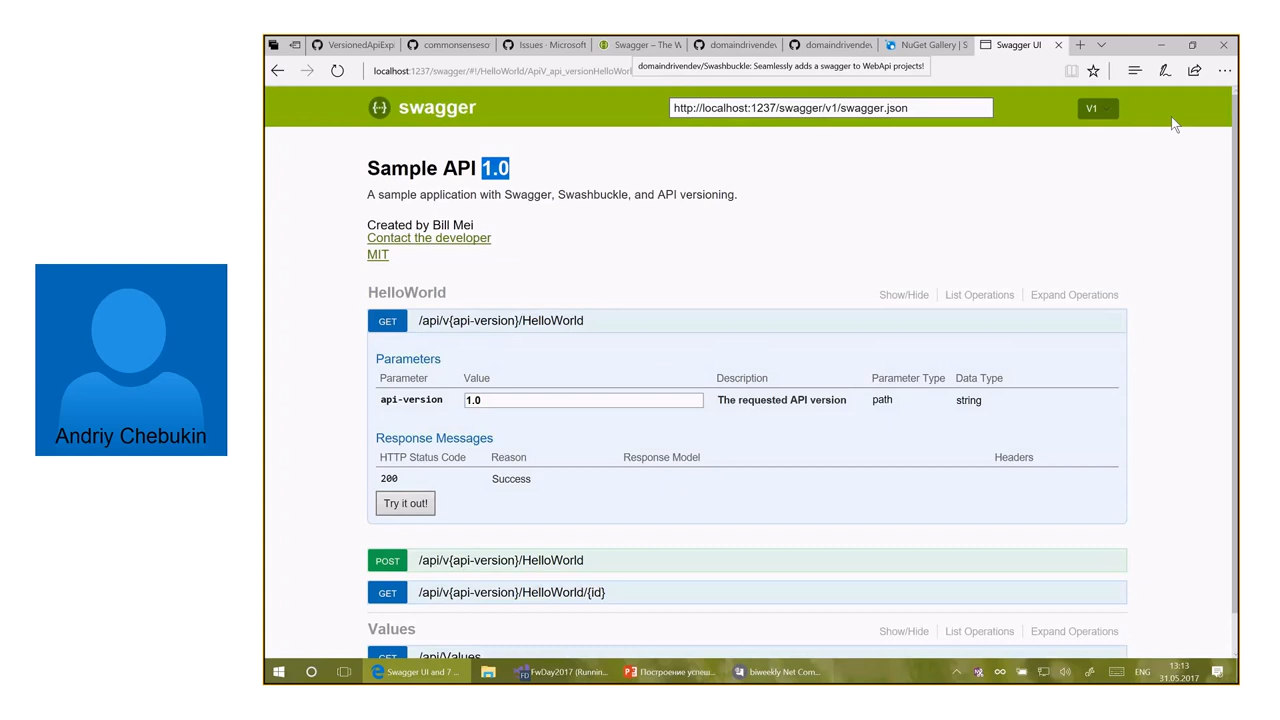 VersionedApiExp
commonsenseso
Issues · Microsoft
Swagger – The W
domaindrivendev
domaindrivendev
NuGet Gallery | S
Swagger UI
localhost:1237/swagger/#!/HelloWorld/ApiV_api_versionHelloWorl
domaindrivendev/Swashbuckle: Seamlessly adds a swagger to WebApi projects!
swagger
http://localhost:1237/swagger/v1/swagger.json
V1
Sample API 1.0
A sample application with Swagger, Swashbuckle, and API versioning.
Created by Bill Mei
Contact the developer
MIT
HelloWorld
Show/Hide
List Operations
Expand Operations
GET /api/v{api-version}/HelloWorld
Parameters
Parameter Value Description Parameter Type Data Type
api-version 1.0 The requested API version path string
Response Messages
HTTP Status Code Reason Response Model Headers
200 Success
Try it out!
POST /api/v{api-version}/HelloWorld
GET /api/v{api-version}/HelloWorld/{id}
Values
Show/Hide
List Operations
Expand Operations
GET /api/Values
Andriy Chebukin
Swagger UI and 7 ...
FwDay2017 (Runnin...
Построение успеш...
biweekly Net Com...
ENG
13:13
31.05.2017